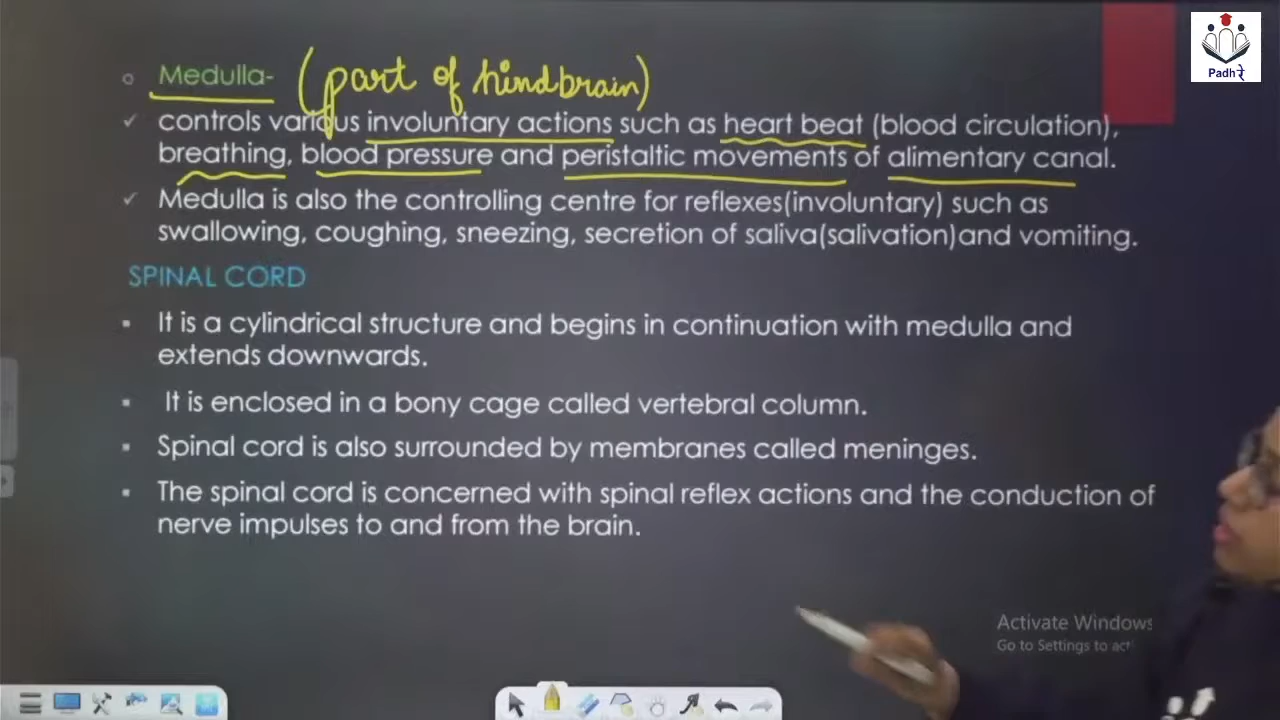 Padhरे
Medulla- (part of hindbrain)
controls various involuntary actions such as heart beat (blood circulation),
breathing, blood pressure and peristaltic movements of alimentary canal.
Medulla is also the controlling centre for reflexes(involuntary) such as
swallowing, coughing, sneezing, secretion of saliva(salivation)and vomiting.
SPINAL CORD
It is a cylindrical structure and begins in continuation with medulla and
extends downwards.
It is enclosed in a bony cage called vertebral column.
Spinal cord is also surrounded by membranes called meninges.
The spinal cord is concerned with spinal reflex actions and the conduction of
nerve impulses to and from the brain.
Activate Windows
Go to Settings to acti